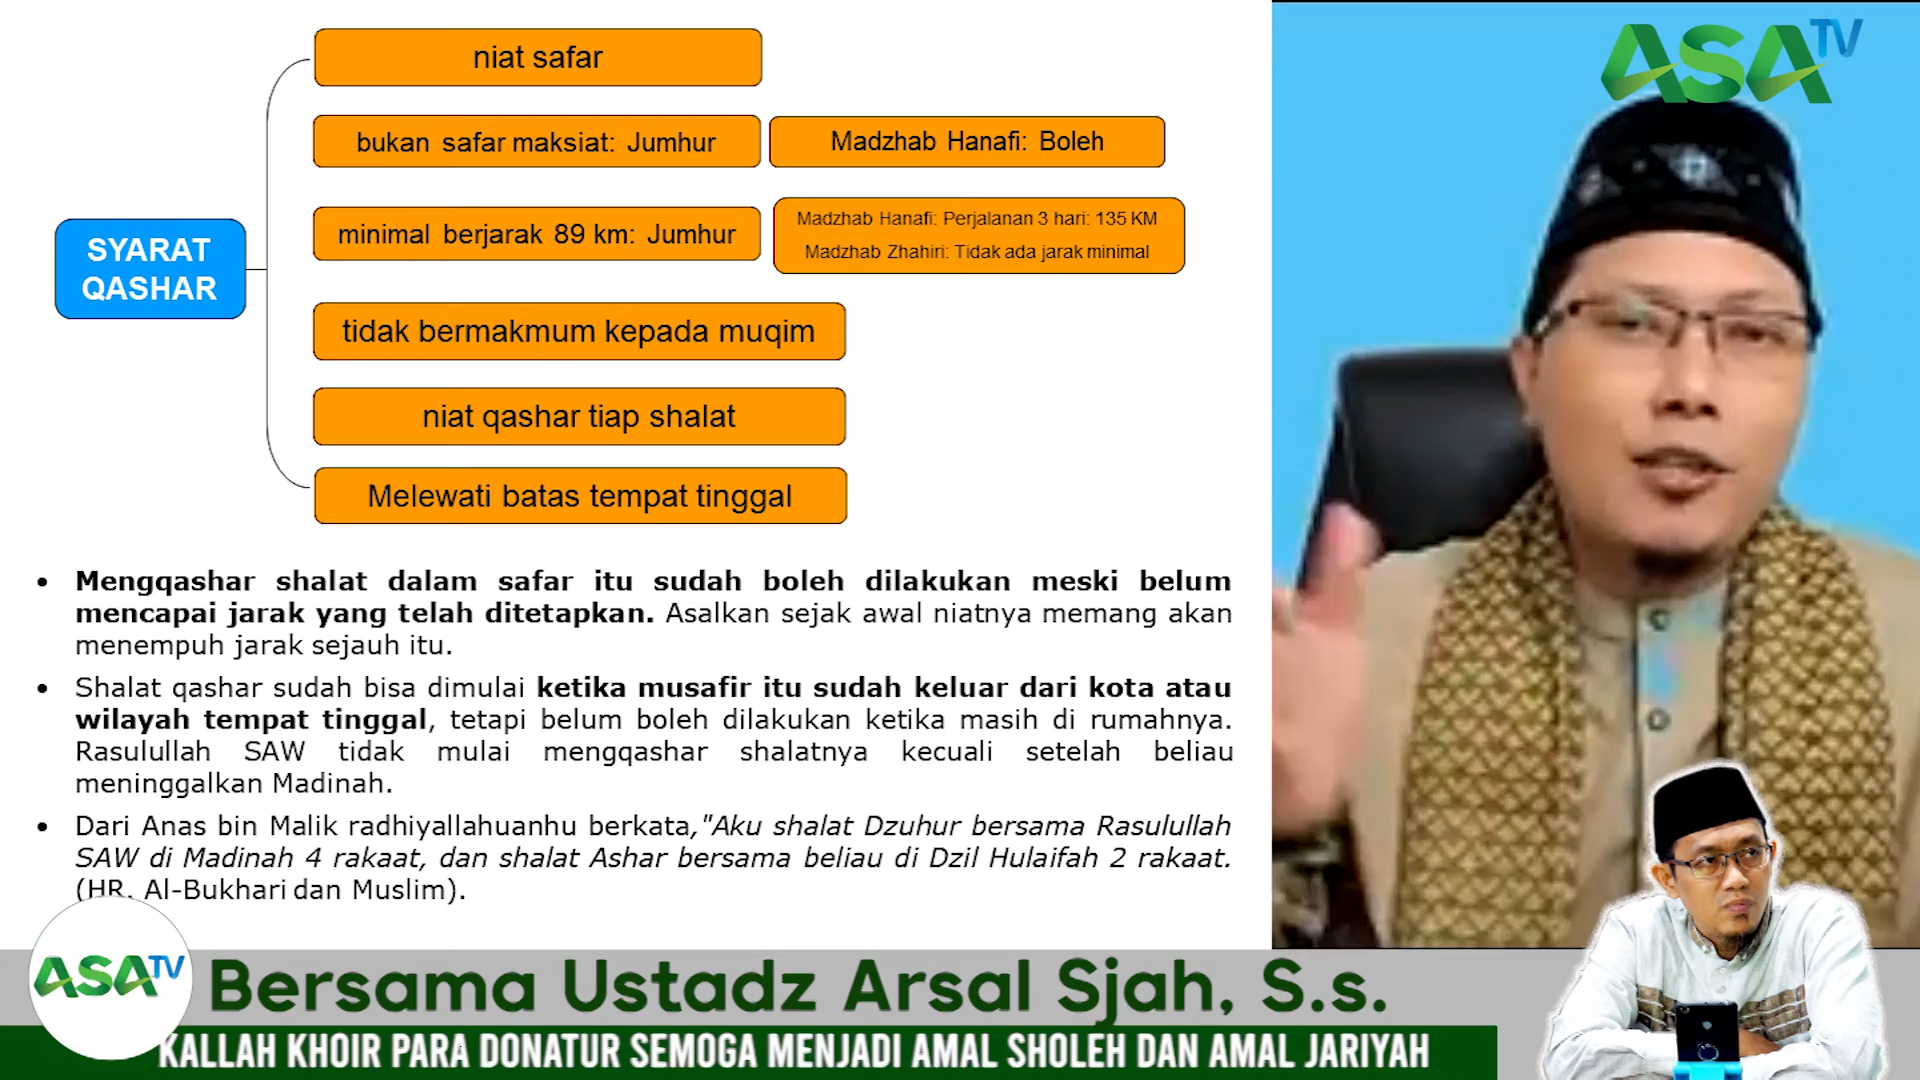 niat safar
bukan safar maksiat: Jumhur
Madzhab Hanafi: Boleh
SYARAT
QASHAR
minimal berjarak 89 km: Jumhur
Madzhab Hanafi: Perjalanan 3 hari: 135 KM
Madzhab Zhahiri: Tidak ada jarak minimal
tidak bermakmum kepada muqim
niat qashar tiap shalat
Melewati batas tempat tinggal
• Mengqashar shalat dalam safar itu sudah boleh dilakukan meski belum
mencapai jarak yang telah ditetapkan. Asalkan sejak awal niatnya memang akan
menempuh jarak sejauh itu.
• Shalat qashar sudah bisa dimulai ketika musafir itu sudah keluar dari kota atau
wilayah tempat tinggal, tetapi belum boleh dilakukan ketika masih di rumahnya.
Rasulullah SAW tidak mulai mengqashar shalatnya kecuali setelah beliau
meninggalkan Madinah.
• Dari Anas bin Malik radhiyallahuanhu berkata,"Aku shalat Dzuhur bersama Rasulullah
SAW di Madinah 4 rakaat, dan shalat Ashar bersama beliau di Dzil Hulaifah 2 rakaat.
(HR. Al-Bukhari dan Muslim).
ASA TV
ASA TV
Bersama Ustadz Arsal Sjah, S.s.
KALLAH KHOIR PARA DONATUR SEMOGA MENJADI AMAL SHOLEH DAN AMAL JARIYAH